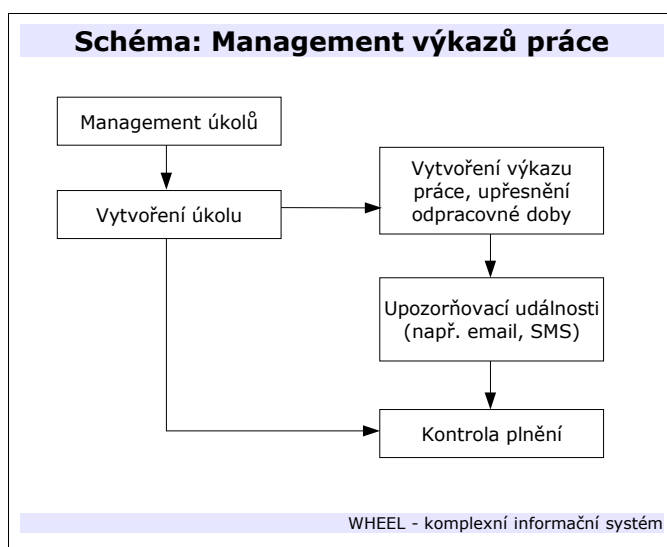 Schéma: Management výkazů práce
Management úkolů
Vytvoření úkolu
Vytvoření výkazu
práce, upřesnění
odpracovné doby
Upozorňovací události
(např. email, SMS)
Kontrola plnění
WHEEL - komplexní informační systém